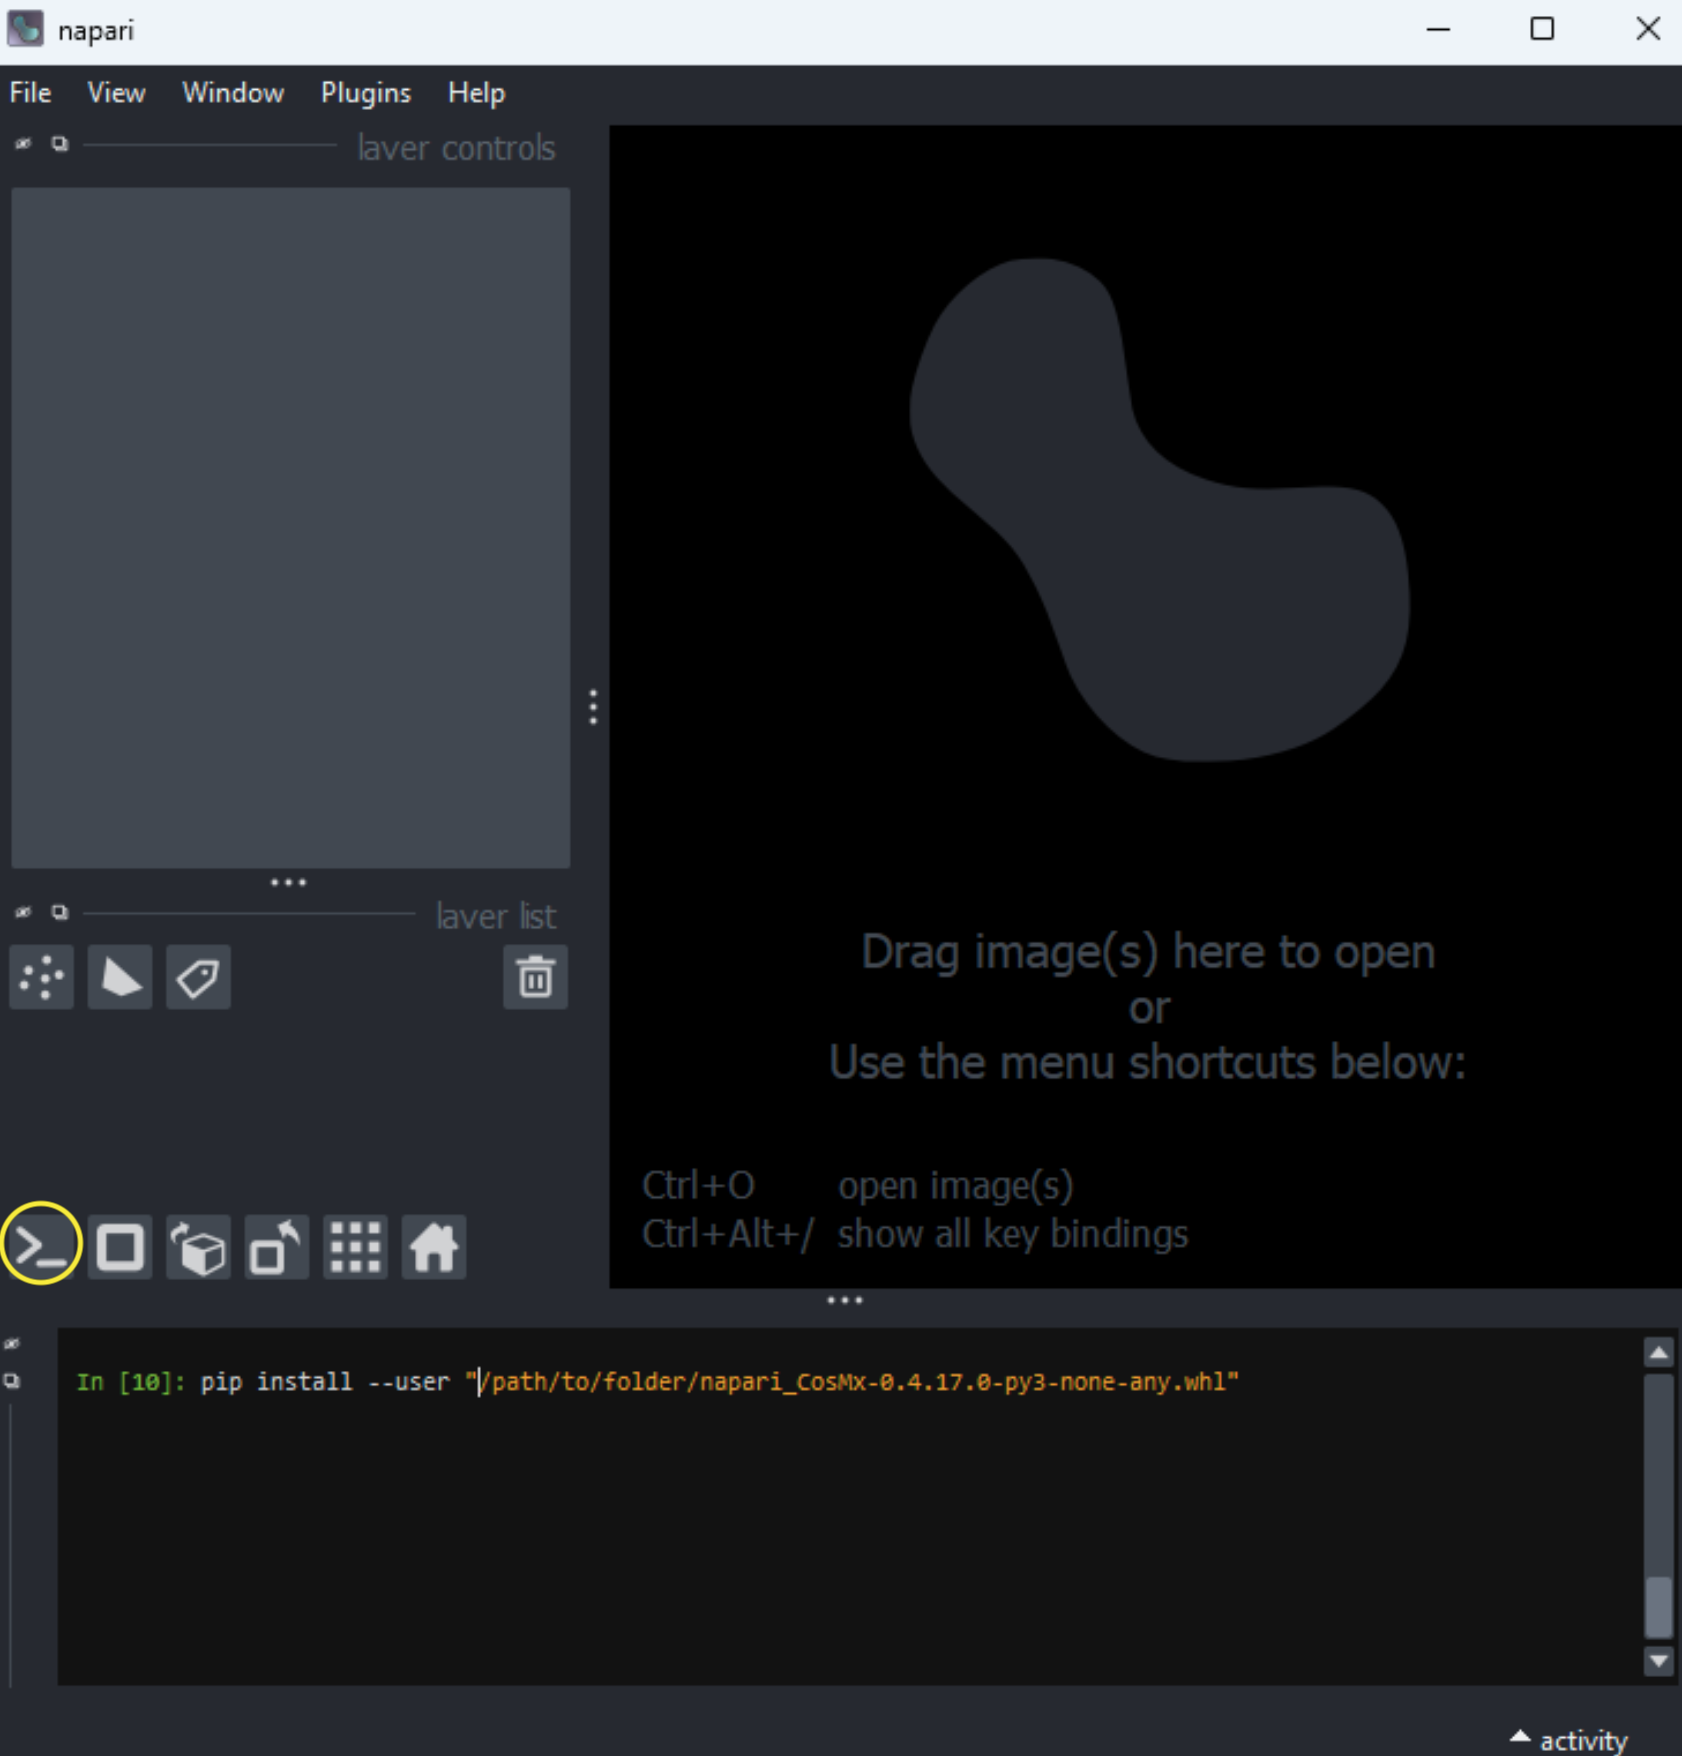 napari
File View Window Plugins Help
laver controls
laver list
Drag image(s) here to open
or
Use the menu shortcuts below:
Ctrl+O open image(s)
Ctrl+Alt+/ show all key bindings
In [10]: pip install --user "/path/to/folder/napari_CosMx-0.4.17.0-py3-none-any.whl"
activity